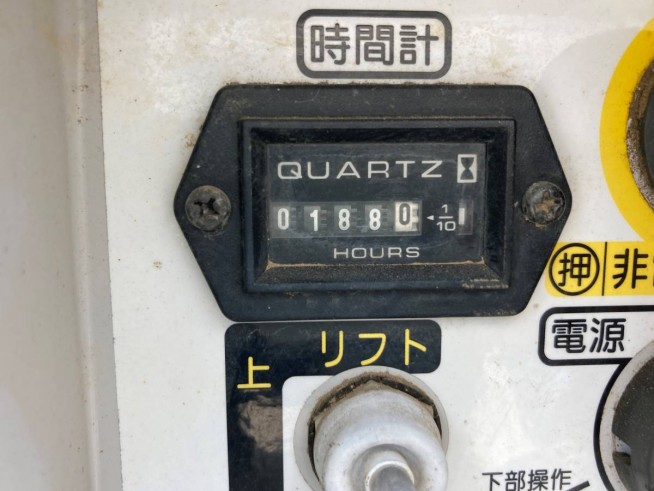 時間計
QUARTZ
01880
1/10
HOURS
押 非
リフト
上
電源
下部操作